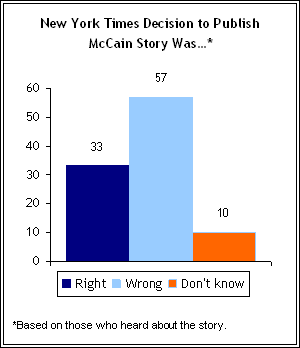 New York Times Decision to Publish
McCain Story Was...*
60
50
40
30
20
10
0
33
57
10
Right Wrong Don't know
*Based on those who heard about the story.